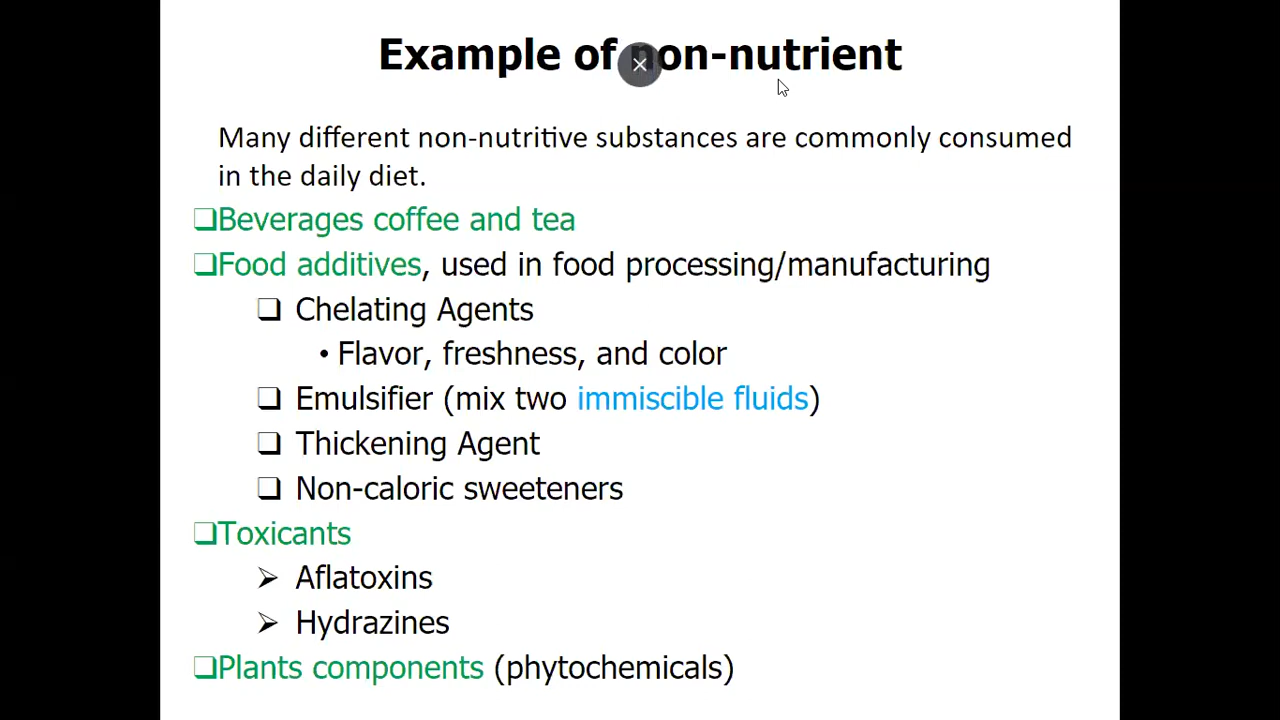 Example of non-nutrient
Many different non-nutritive substances are commonly consumed
in the daily diet.
❑Beverages coffee and tea
❑Food additives, used in food processing/manufacturing
❑ Chelating Agents
• Flavor, freshness, and color
❑ Emulsifier (mix two immiscible fluids)
❑ Thickening Agent
❑ Non-caloric sweeteners
❑Toxicants
➢ Aflatoxins
➢ Hydrazines
❑Plants components (phytochemicals)